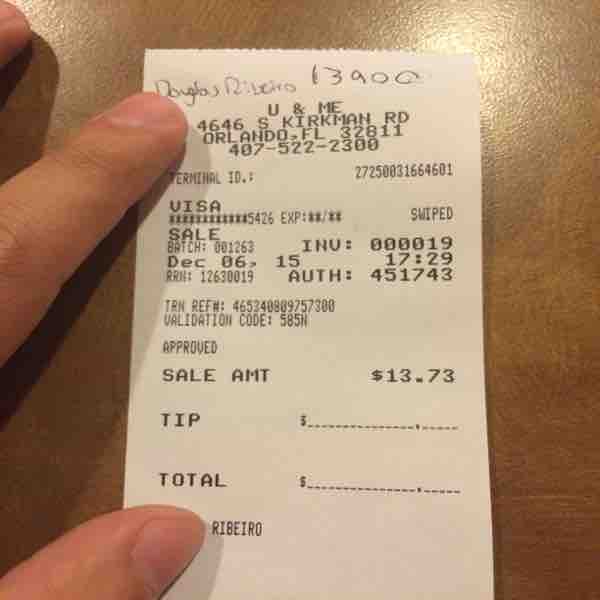 Douglas Ribeiro 13900
U & ME
4646 S KIRKMAN RD
ORLANDO, FL 32811
407-522-2300
TERMINAL ID.: 27250031664601
VISA
***********5426 EXP:**/** SWIPED
SALE
BATCH: 001263 INV: 000019
Dec 06, 15 17:29
RRN: 12630019 AUTH: 451743
TRN REF#: 465340809757300
VALIDATION CODE: 585N
APPROVED
SALE AMT $13.73
TIP $
TOTAL $
RIBEIRO